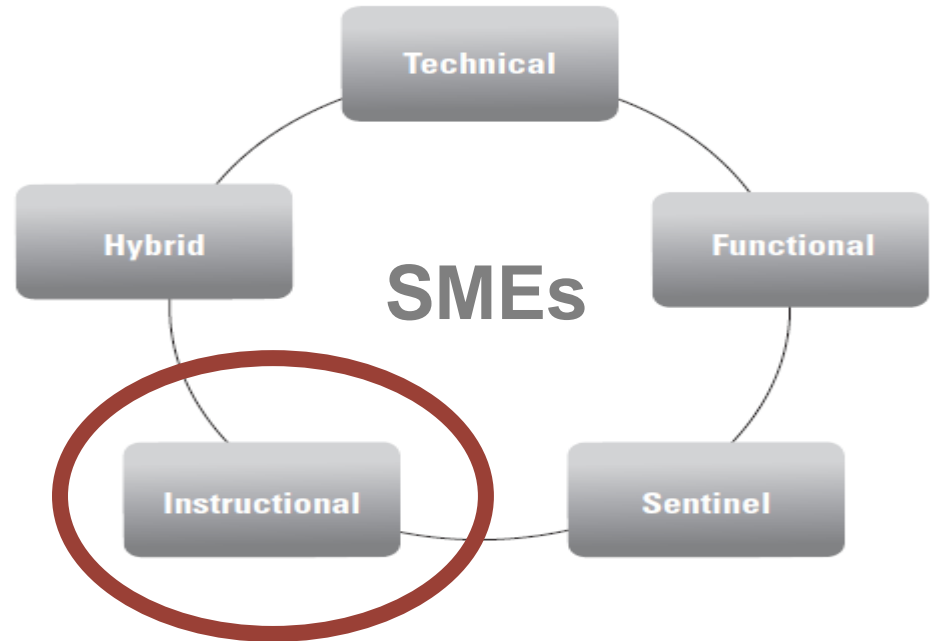 Technical
Hybrid
Functional
SMEs
Instructional
Sentinel